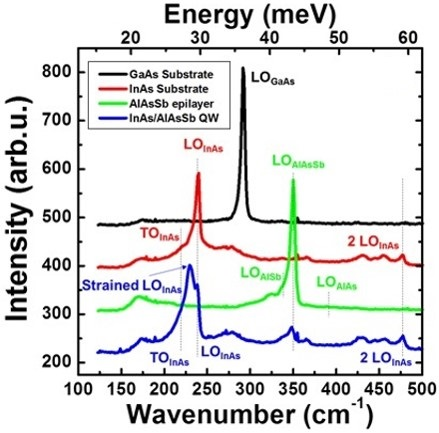 Energy (meV)
20 30 40 50 60
Intensity (arb.u.)
800
700
600
500
400
300
200
GaAs Substrate
InAs Substrate
AlAsSb epilayer
InAs/AlAsSb QW
LOGaAs
LOInAs
LOAlAsSb
TOInAs
2 LOInAs
LOAlSb
LOAlAs
Strained LOInAs
TOInAs
LOInAs
2 LOInAs
100 150 200 250 300 350 400 450 500
Wavenumber (cm-1)